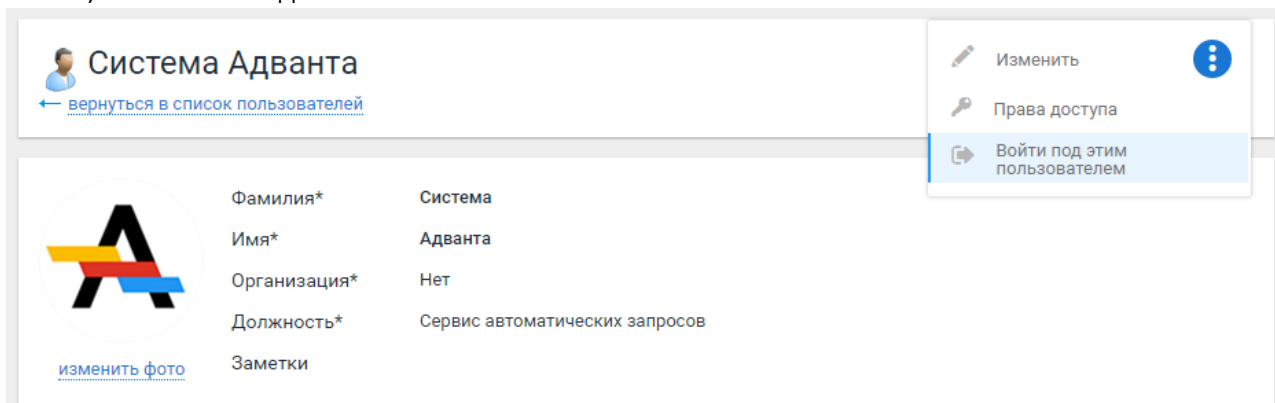 Система Адванта
← вернуться в список пользователей
Изменить
Права доступа
Войти под этим
пользователем
Фамилия* Система
Имя* Адванта
Организация* Нет
Должность* Сервис автоматических запросов
Заметки
изменить фото